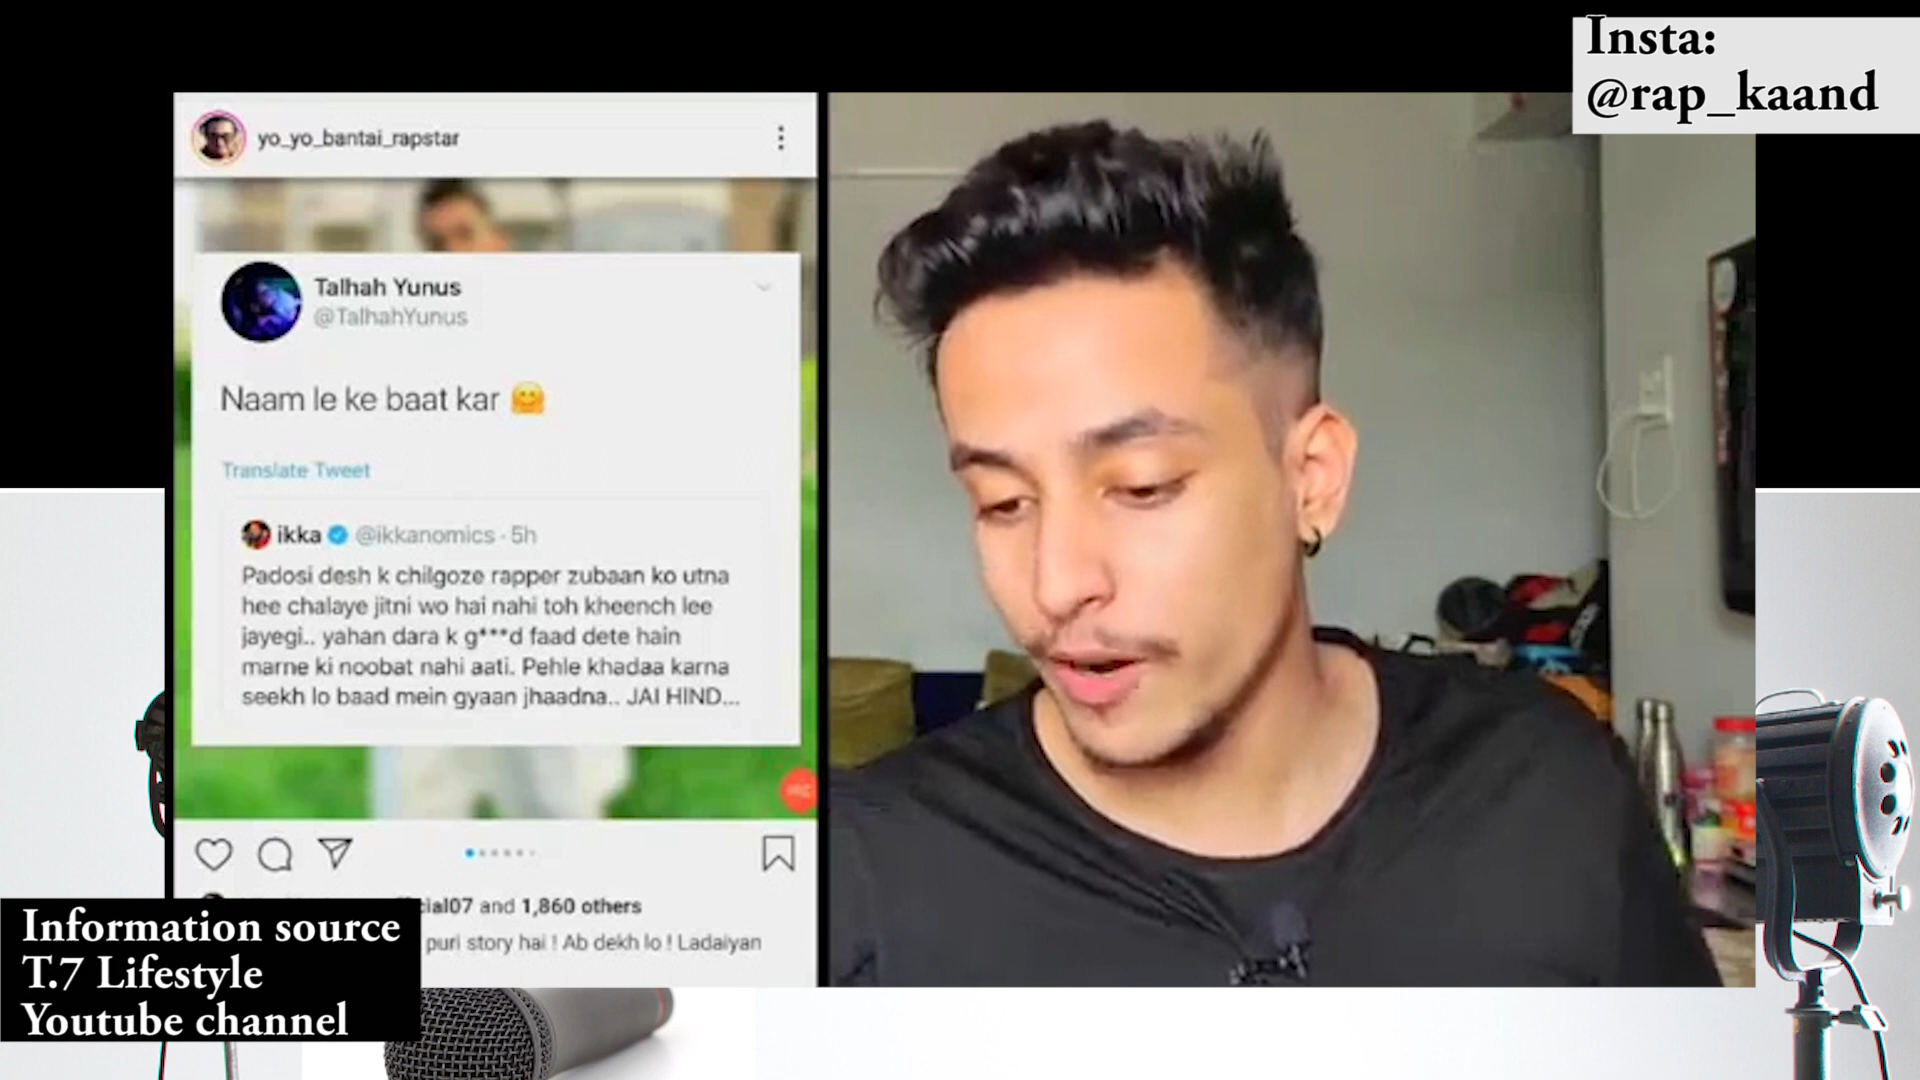 Insta:
@rap_kaand
yo_yo_bantai_rapstar
Talhah Yunus
@TalhahYunus
Naam le ke baat kar 🤗
Translate Tweet
ikka @ikkanomics · 5h
Padosi desh k chilgoze rapper zubaan ko utna
hee chalaye jitni wo hai nahi toh kheench lee
jayegi.. yahan dara k g***d faad dete hain
marne ki noobat nahi aati. Pehle khadaa karna
seekh lo baad mein gyaan jhaadna.. JAI HIND...
cial07 and 1,860 others
puri story hai ! Ab dekh lo ! Ladaiyan
Information source
T.7 Lifestyle
Youtube channel